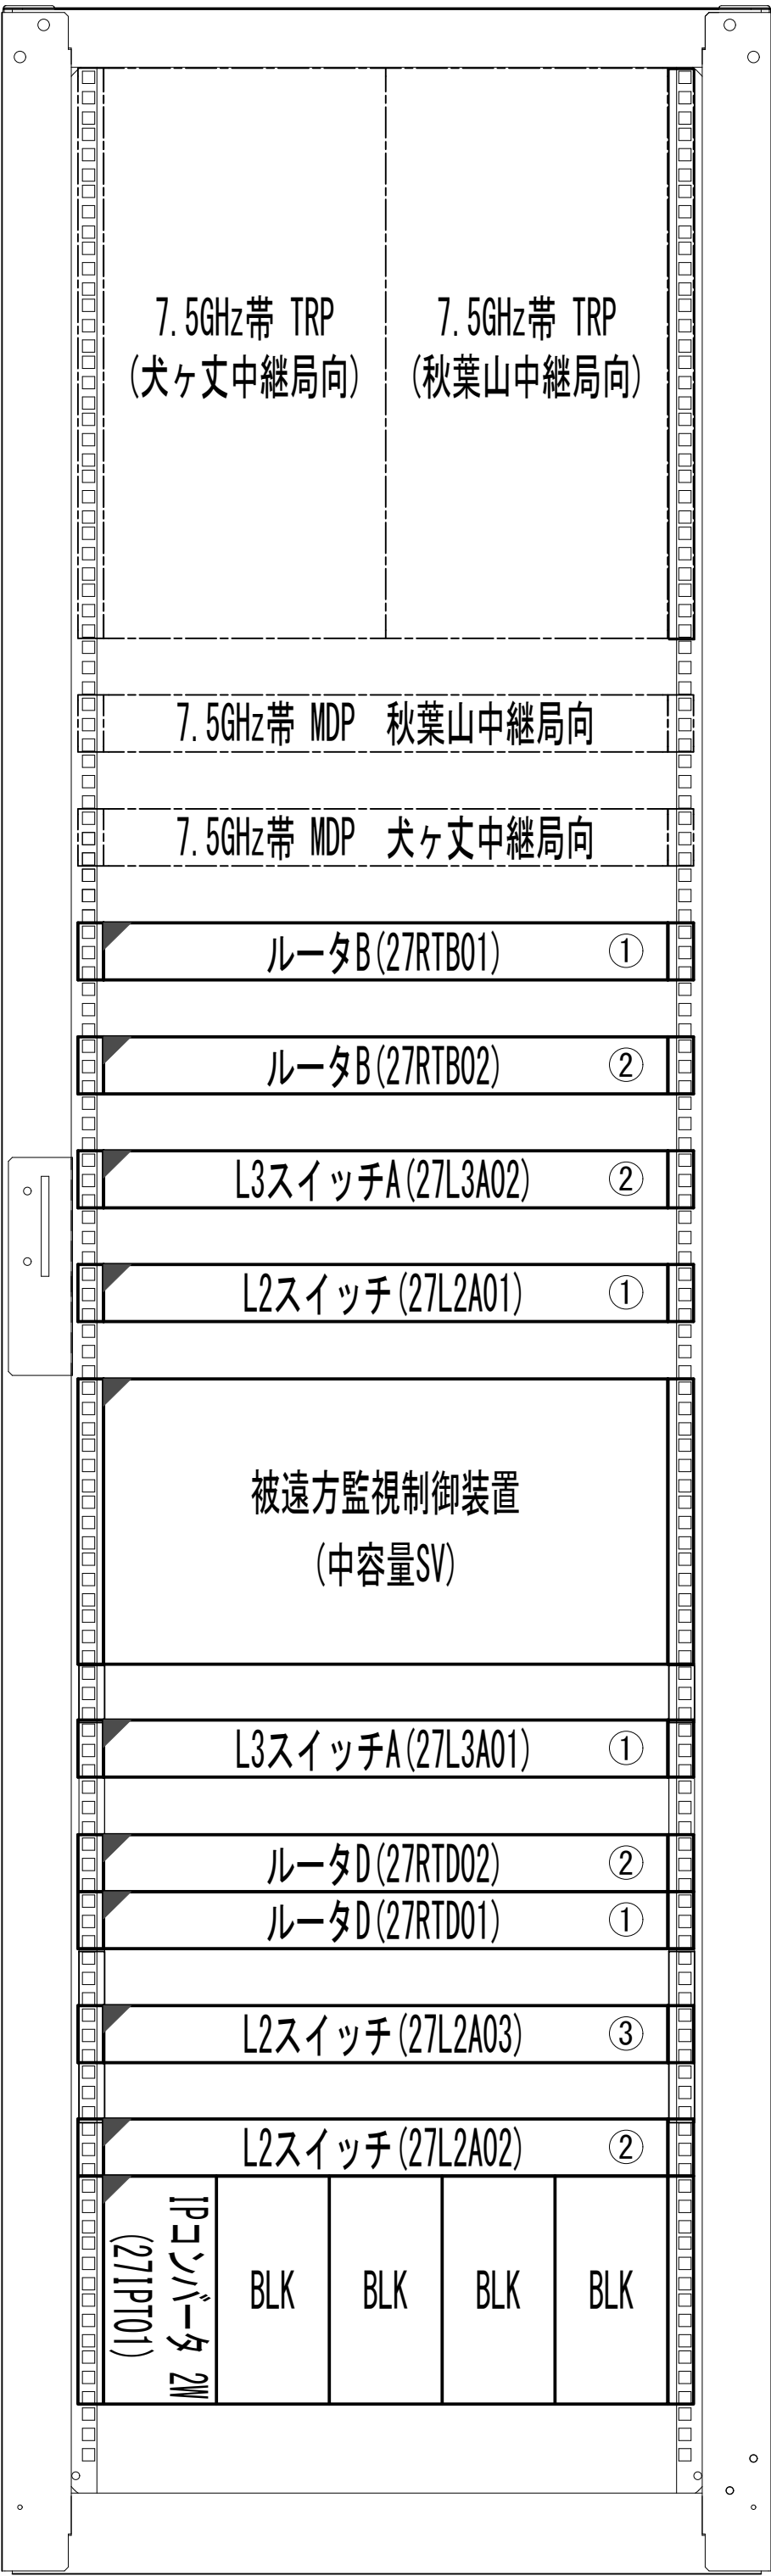 7.5GHz帯 TRP
(犬ヶ丈中継局向)
7.5GHz帯 TRP
(秋葉山中継局向)
7.5GHz帯 MDP　秋葉山中継局向
7.5GHz帯 MDP　犬ヶ丈中継局向
ルータB(27RTB01) ①
ルータB(27RTB02) ②
L3スイッチA(27L3A02) ②
L2スイッチ(27L2A01) ①
被遠方監視制御装置
(中容量SV)
L3スイッチA(27L3A01) ①
ルータD(27RTD02) ②
ルータD(27RTD01) ①
L2スイッチ(27L2A03) ③
L2スイッチ(27L2A02) ②
IPコンバータ 2W
(27IPT01)
BLK
BLK
BLK
BLK